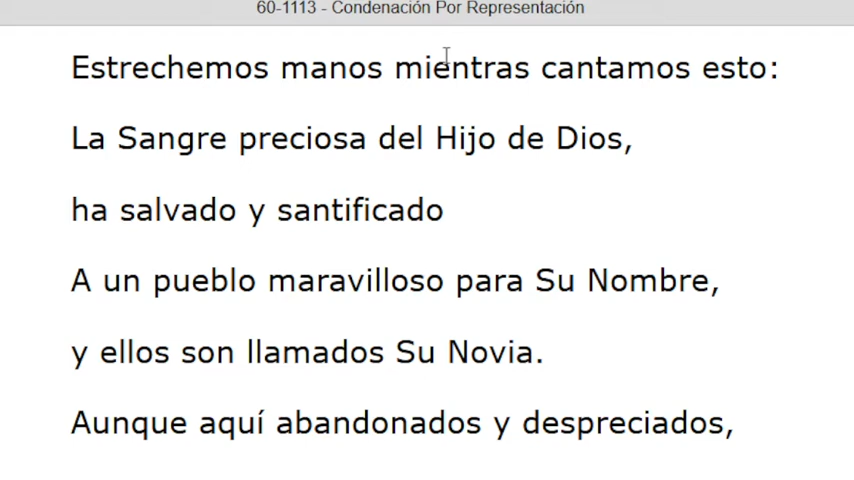 60-1113 - Condenación Por Representación
Estrechemos manos mientras cantamos esto:
La Sangre preciosa del Hijo de Dios,
ha salvado y santificado
A un pueblo maravilloso para Su Nombre,
y ellos son llamados Su Novia.
Aunque aquí abandonados y despreciados,